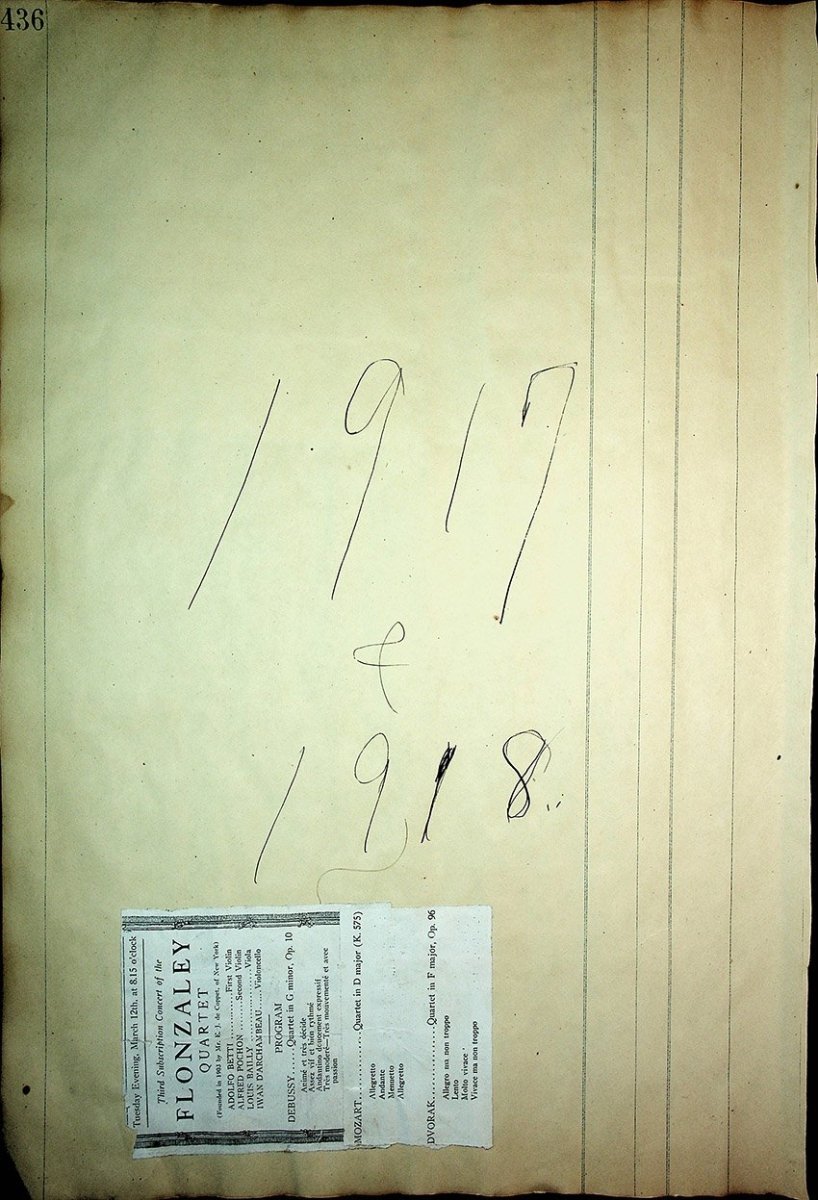 436
1917
&
1918
Tuesday Evening, March 12th, at 8.15 o'clock
Third Subscription Concert of the
FLONZALEY
QUARTET
(Founded in 1903 by Mr. E. J. de Coppet, of New York)
ADOLFO BETTI............First Violin
ALFRED POCHON.........Second Violin
LOUIS BAILLY...............Viola
IWAN D'ARCHAMBEAU......Violoncello
PROGRAM
DEBUSSY......Quartet in G minor, Op. 10
Animé et très décidé
Assez vif et bien rythmé
Andantino doucement expressif
Très modéré—Très mouvementé et avec
passion
MOZART...............Quartet in D major (K. 575)
Allegretto
Andante
Menuetto
Allegretto
DVORAK...............Quartet in F major, Op. 96
Allegro ma non troppo
Lento
Molto vivace
Vivace ma non troppo